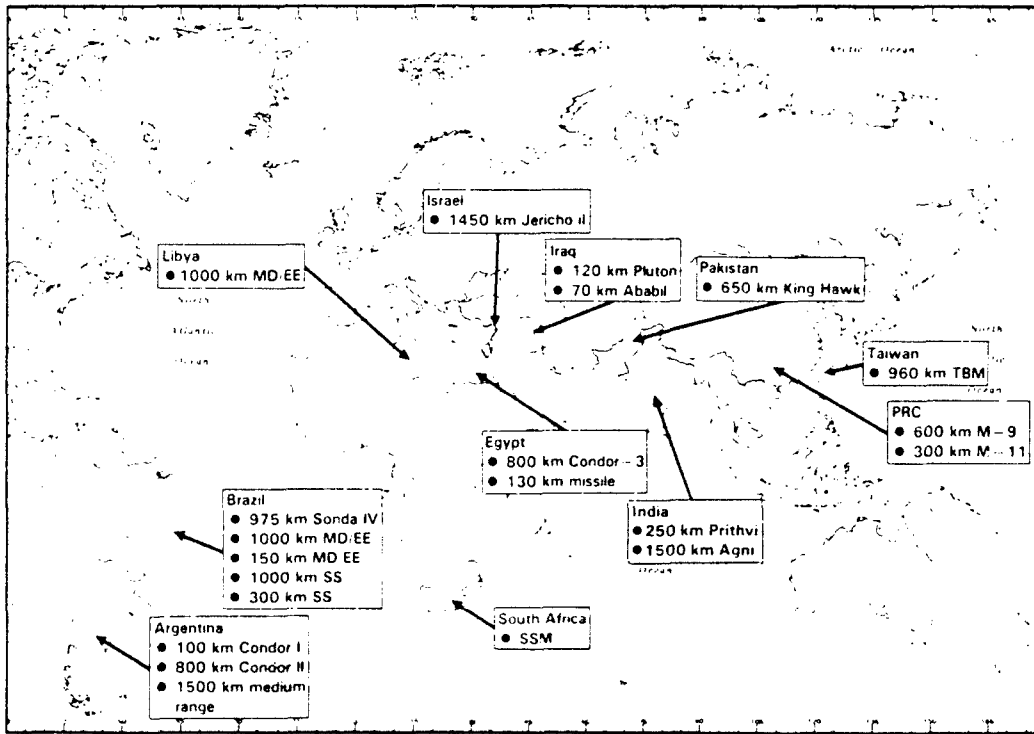 Arctic Ocean
Israel
● 1450 km Jericho II
Libya
● 1000 km MD/EE
Iraq
● 120 km Pluton
● 70 km Ababil
Pakistan
● 650 km King Hawk
North
Atlantic
Ocean
North
Taiwan
● 960 km TBM
Ocean
PRC
● 600 km M-9
● 300 km M-11
Egypt
● 800 km Condor-3
● 130 km missile
Brazil
● 975 km Sonda IV
● 1000 km MD/EE
● 150 km MD EE
● 1000 km SS
● 300 km SS
India
● 250 km Prithvi
● 1500 km Agni
Ocean
South Africa
● SSM
Argentina
● 100 km Condor I
● 800 km Condor II
● 1500 km medium
range